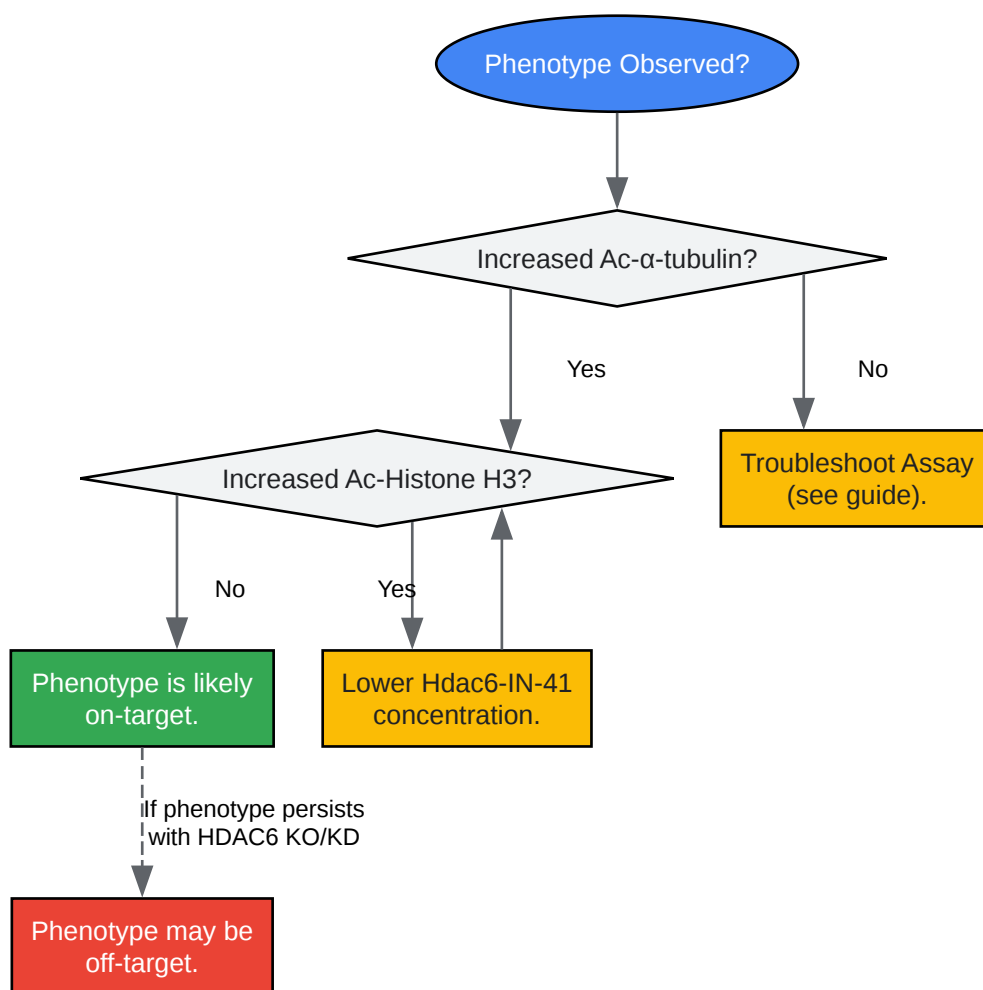 Phenotype Observed?
Increased Ac-α-tubulin?
Yes
No
Increased Ac-Histone H3?
Troubleshoot Assay
(see guide).
No
Yes
Phenotype is likely
on-target.
Lower Hdac6-IN-41
concentration.
If phenotype persists
with HDAC6 KO/KD
Phenotype may be
off-target.